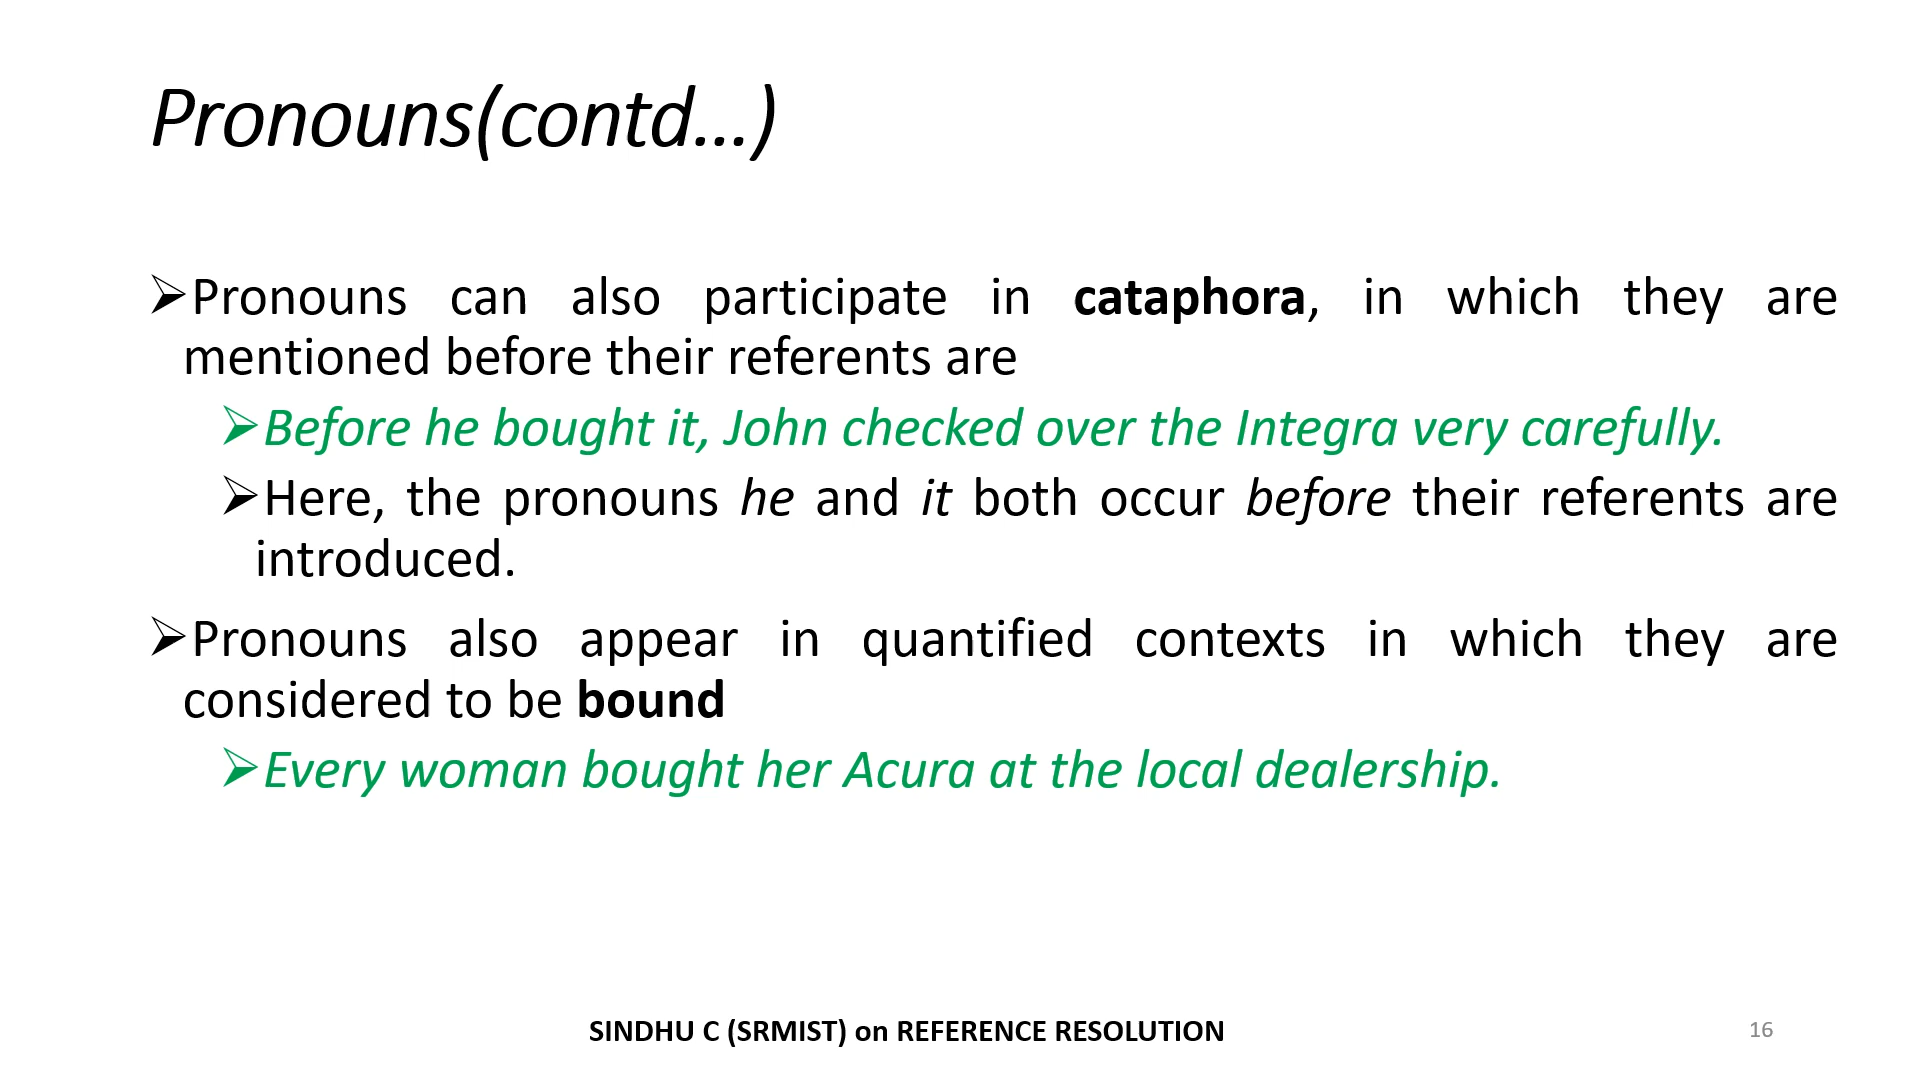 Pronouns(contd...)
➢Pronouns can also participate in cataphora, in which they are
mentioned before their referents are
➢Before he bought it, John checked over the Integra very carefully.
➢Here, the pronouns he and it both occur before their referents are
introduced.
➢Pronouns also appear in quantified contexts in which they are
considered to be bound
➢Every woman bought her Acura at the local dealership.
SINDHU C (SRMIST) on REFERENCE RESOLUTION
16